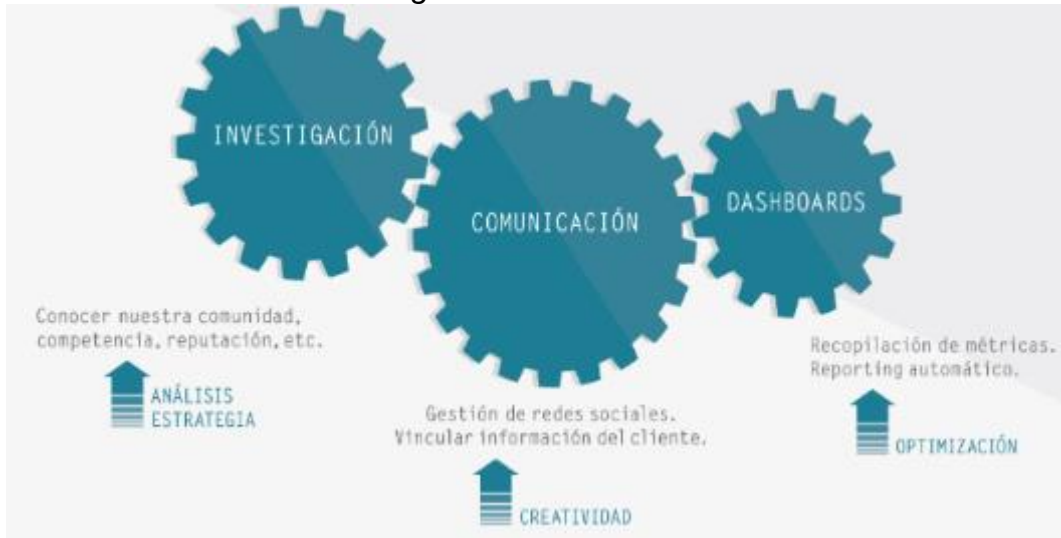 INVESTIGACIÓN
COMUNICACIÓN
DASHBOARDS
Conocer nuestra comunidad,
competencia, reputación, etc.
ANÁLISIS
ESTRATEGIA
Gestión de redes sociales.
Vincular información del cliente.
CREATIVIDAD
Recopilación de métricas.
Reporting automático.
OPTIMIZACIÓN